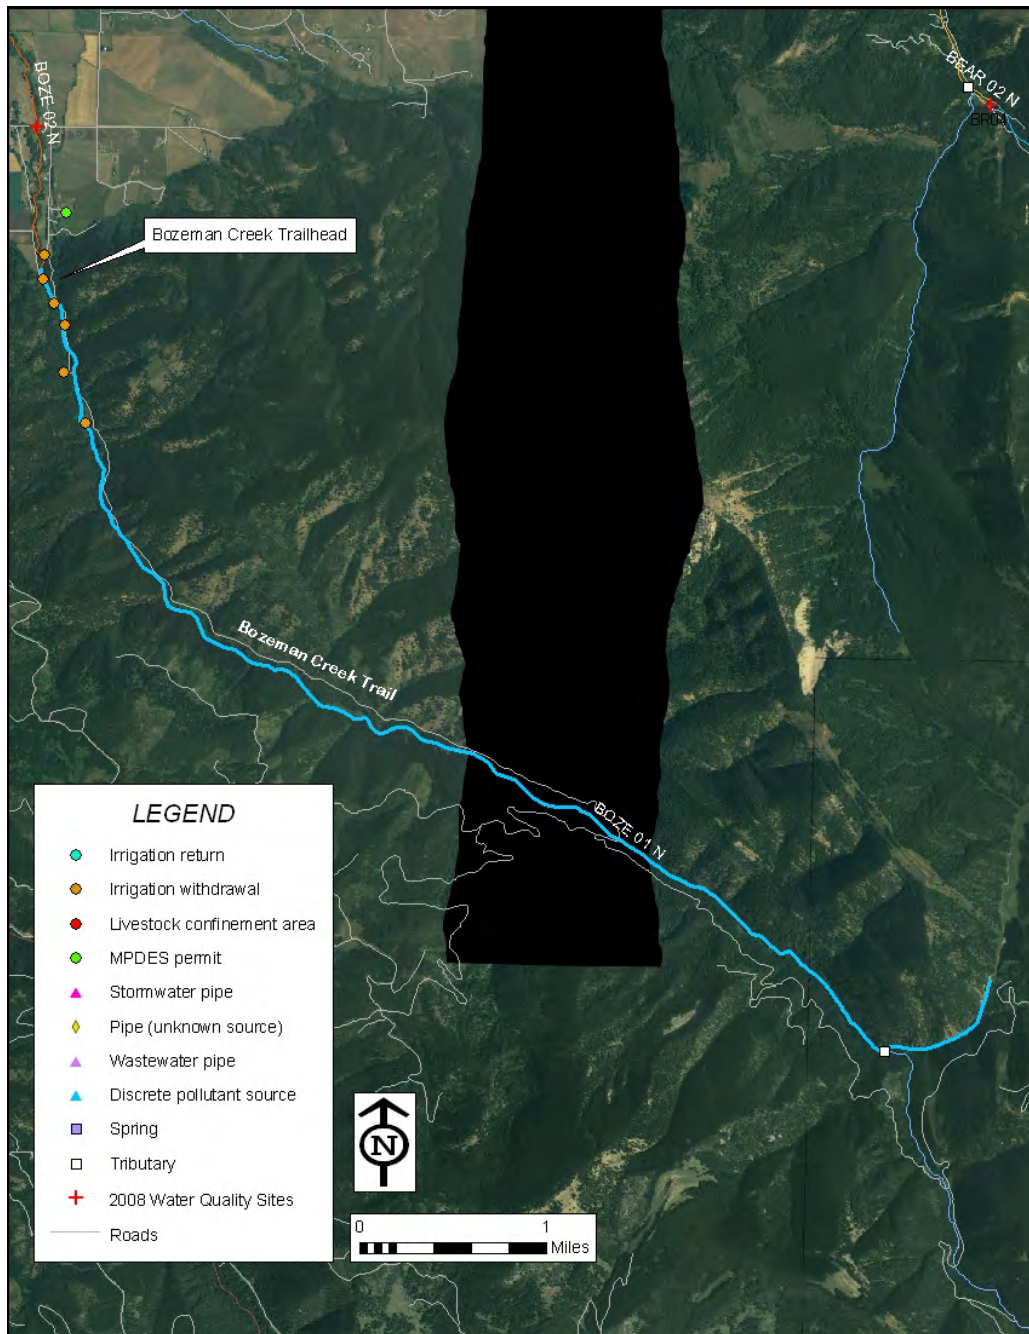 BOZE 02 N
BEAR 02 N
BR04
Bozeman Creek Trailhead
Bozeman Creek Trail
BOZE 01 N
LEGEND
Irrigation return
Irrigation withdrawal
Livestock confinement area
MPDES permit
Stormwater pipe
Pipe (unknown source)
Wastewater pipe
Discrete pollutant source
Spring
Tributary
2008 Water Quality Sites
Roads
N
0 1
Miles